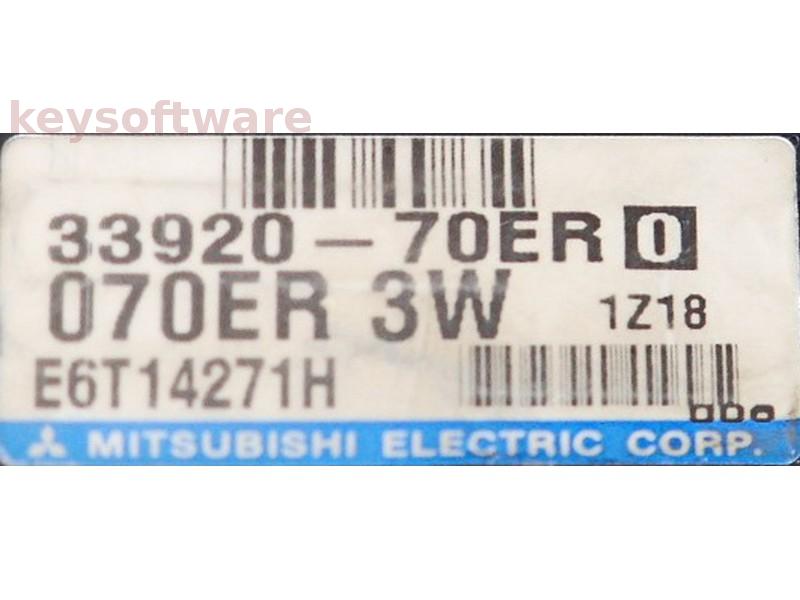 keysoftware
33920-70ER 0
070ER 3W 1Z18
E6T14271H
MITSUBISHI ELECTRIC CORP.